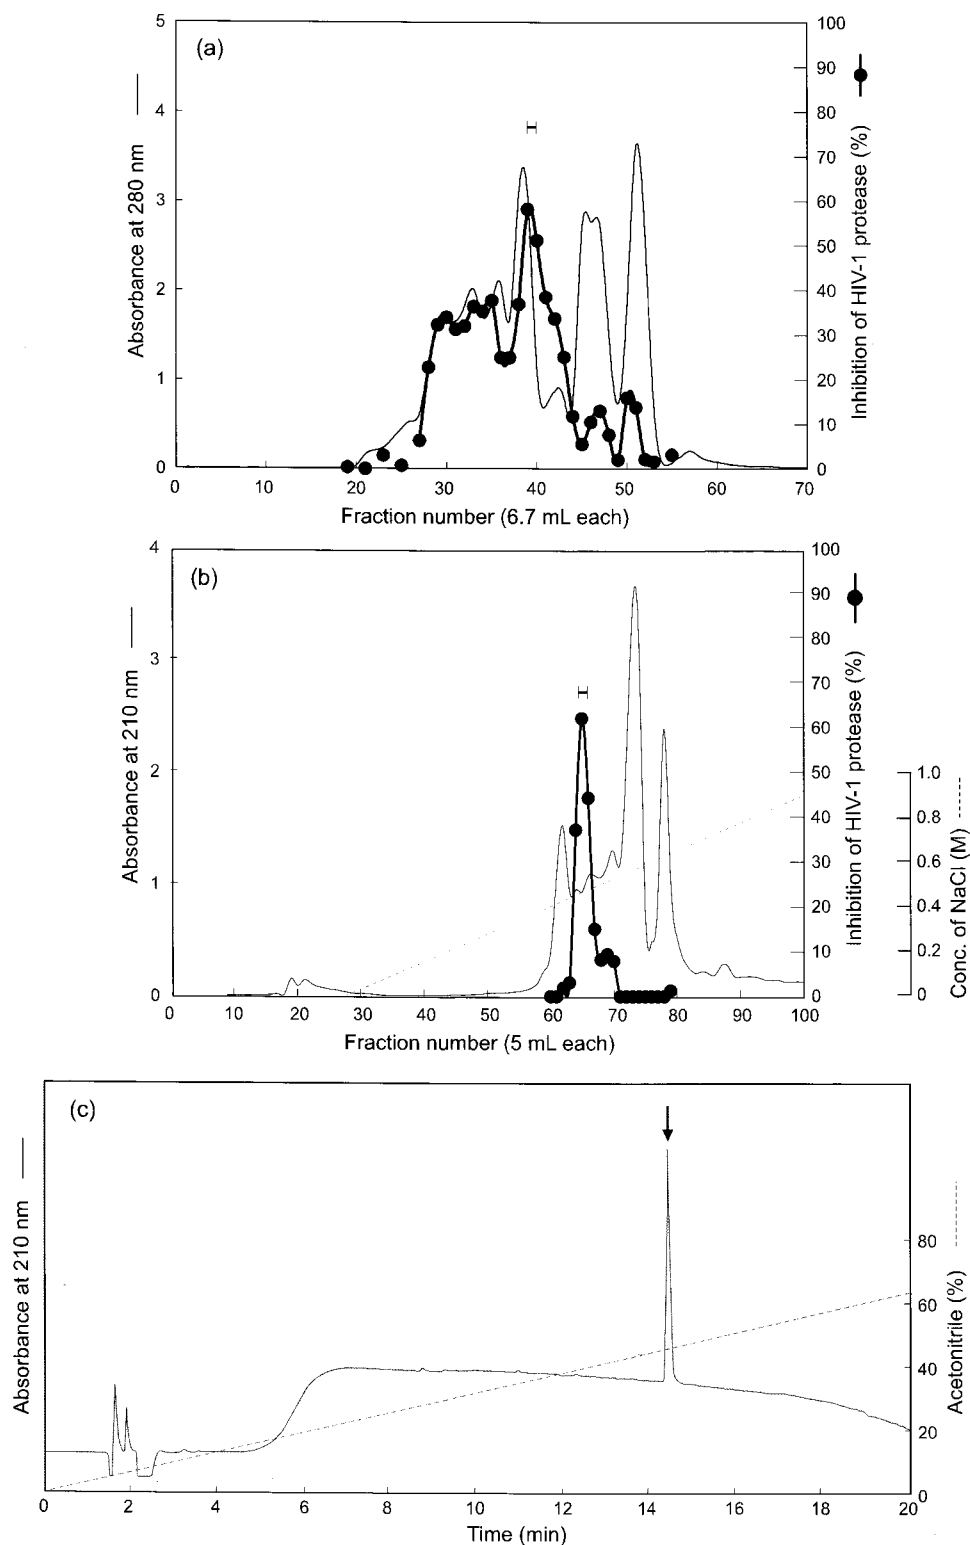 (a)
Absorbance at 280 nm
5
4
3
2
1
0
100
90
80
70
60
50
40
30
20
10
0
Inhibition of HIV-1 protease (%)
0 10 20 30 40 50 60 70
Fraction number (6.7 mL each)
(b)
Absorbance at 210 nm
4
3
2
1
0
100
90
80
70
60
50
40
30
20
10
0
Inhibition of HIV-1 protease (%)
1.0
0.8
0.6
0.4
0.2
0
Conc. of NaCl (M)
0 10 20 30 40 50 60 70 80 90 100
Fraction number (5 mL each)
(c)
Absorbance at 210 nm
80
60
40
20
0
Acetonitrile (%)
0 2 4 6 8 10 12 14 16 18 20
Time (min)